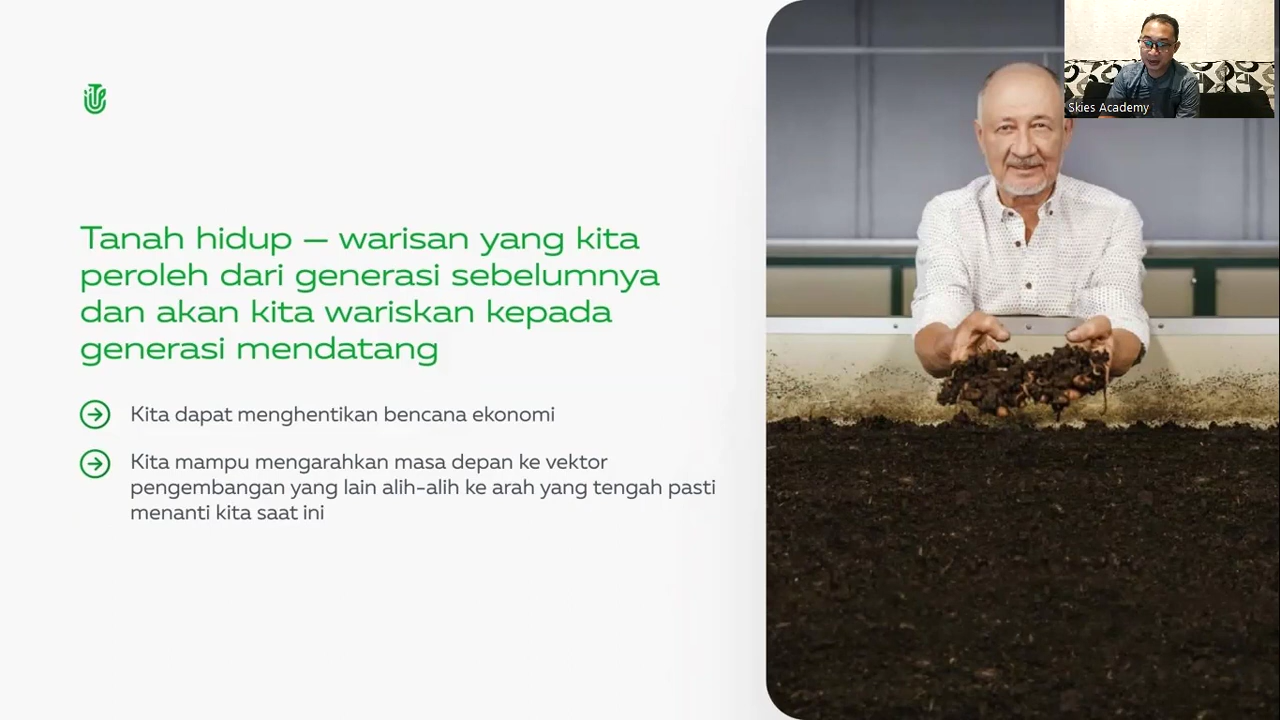 Skies Academy
Tanah hidup — warisan yang kita
peroleh dari generasi sebelumnya
dan akan kita wariskan kepada
generasi mendatang
Kita dapat menghentikan bencana ekonomi
Kita mampu mengarahkan masa depan ke vektor
pengembangan yang lain alih-alih ke arah yang tengah pasti
menanti kita saat ini